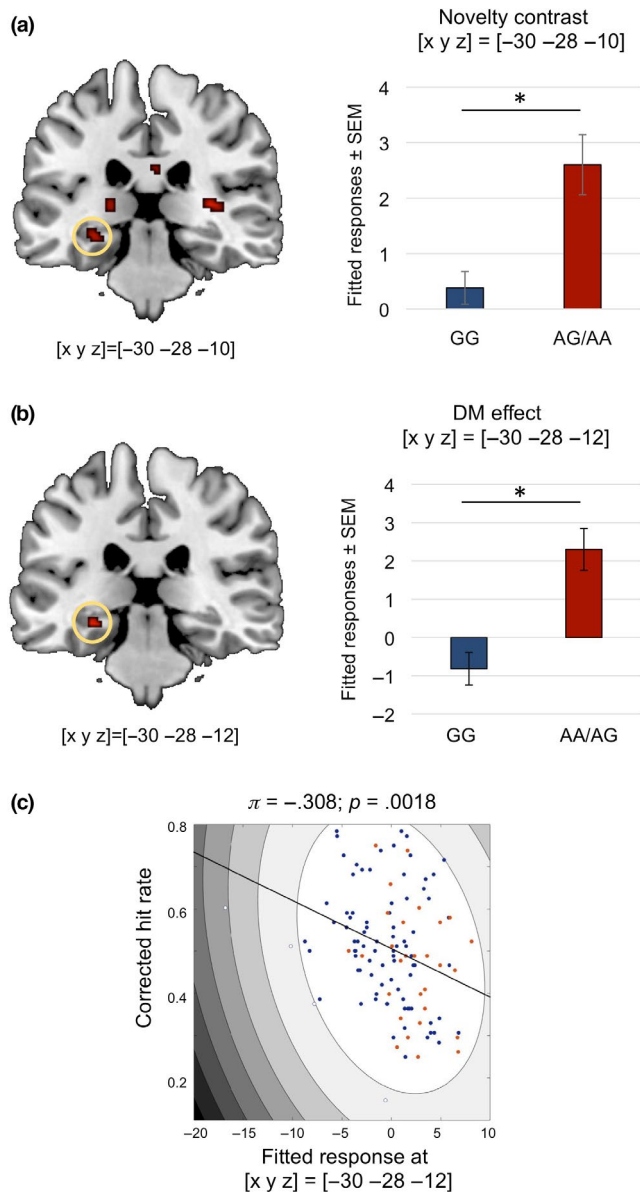 (a)
Novelty contrast
[x y z] = [–30 –28 –10]
Fitted responses ± SEM
4
3
2
1
0
*
GG
AG/AA
[x y z]=[–30 –28 –10]
(b)
DM effect
[x y z] = [–30 –28 –12]
Fitted responses ± SEM
4
3
2
1
0
–1
–2
*
GG
AA/AG
[x y z]=[–30 –28 –12]
(c)
π = –.308; p = .0018
Corrected hit rate
0.8
0.6
0.4
0.2
–20 –15 –10 –5 0 5 10
Fitted response at
[x y z] = [–30 –28 –12]